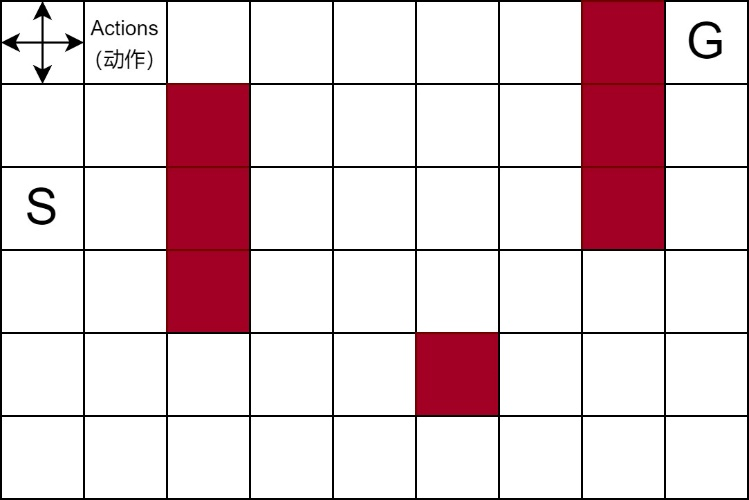 Actions
（动作）
G
S